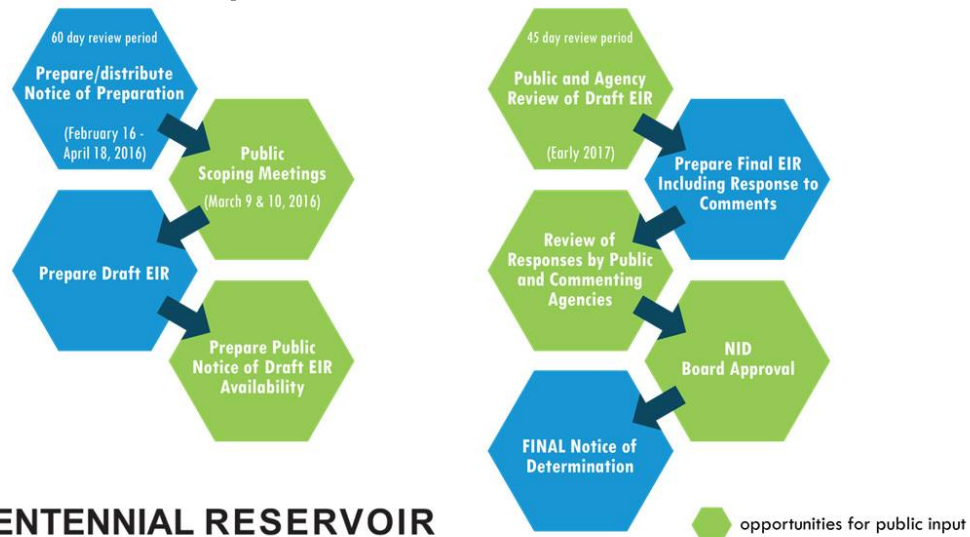 60 day review period
Prepare/distribute
Notice of Preparation
(February 16 -
April 18, 2016)
Public
Scoping Meetings
(March 9 & 10, 2016)
Prepare Draft EIR
Prepare Public
Notice of Draft EIR
Availability
45 day review period
Public and Agency
Review of Draft EIR
(Early 2017)
Prepare Final EIR
Including Response to
Comments
Review of
Responses by Public
and Commenting
Agencies
NID
Board Approval
FINAL Notice of
Determination
ENTENNIAL RESERVOIR
opportunities for public input